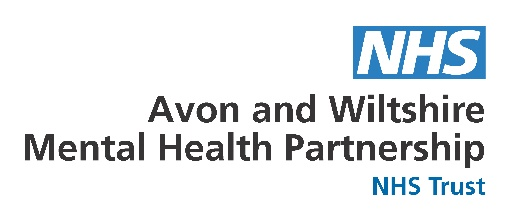 NHS
Avon and Wiltshire
Mental Health Partnership
NHS Trust